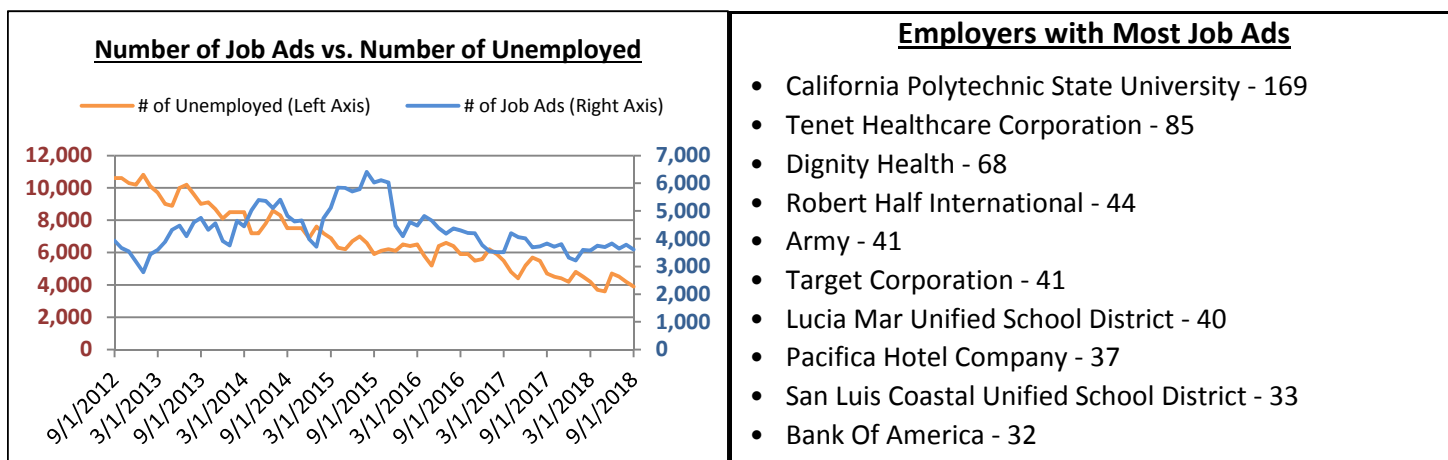 Number of Job Ads vs. Number of Unemployed
# of Unemployed (Left Axis) # of Job Ads (Right Axis)
12,000
10,000
8,000
6,000
4,000
2,000
0
7,000
6,000
5,000
4,000
3,000
2,000
1,000
0
9/1/2012
3/1/2013
9/1/2013
3/1/2014
9/1/2014
3/1/2015
9/1/2015
3/1/2016
9/1/2016
3/1/2017
9/1/2017
3/1/2018
9/1/2018
Employers with Most Job Ads
• California Polytechnic State University - 169
• Tenet Healthcare Corporation - 85
• Dignity Health - 68
• Robert Half International - 44
• Army - 41
• Target Corporation - 41
• Lucia Mar Unified School District - 40
• Pacifica Hotel Company - 37
• San Luis Coastal Unified School District - 33
• Bank Of America - 32